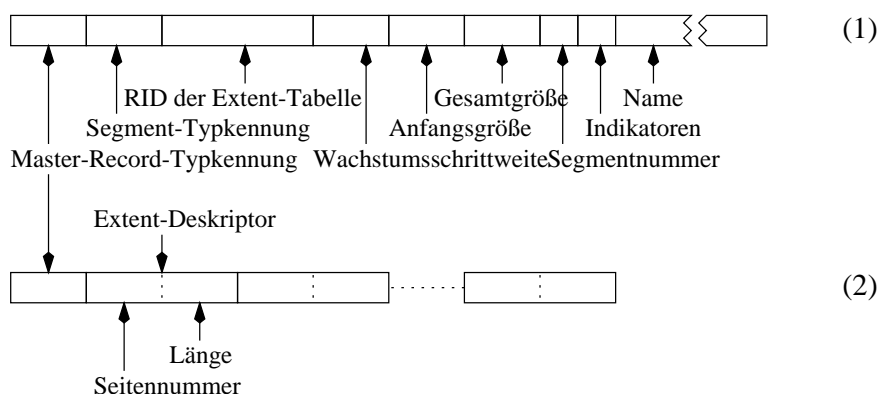 (1)
RID der Extent-Tabelle Gesamtgröße Name
Segment-Typkennung Anfangsgröße Indikatoren
Master-Record-Typkennung Wachstumsschrittweite Segmentnummer
Extent-Deskriptor
(2)
Länge
Seitennummer